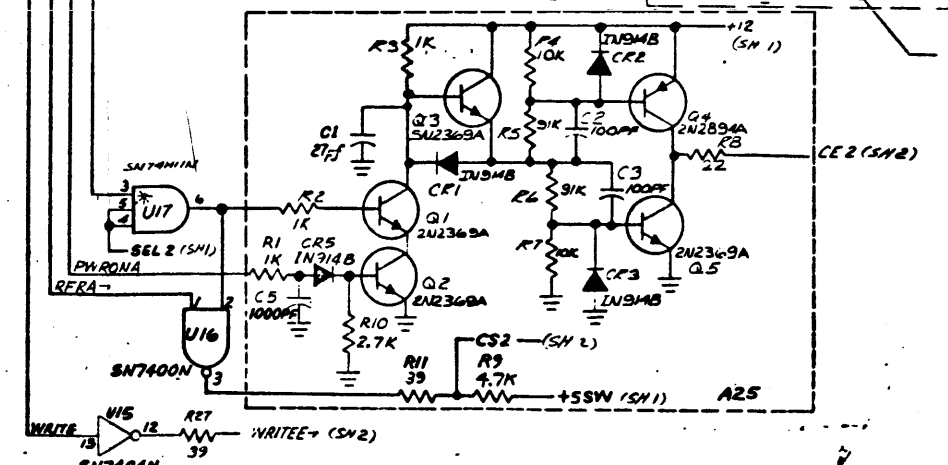 +12
(SH 1)
R3 1K
R4
10K
1N914B
CR2
Q3
2N2369A
R5
91K
C2
100PF
Q4
2N2894A
R8
22
CE2 (SH2)
C1
27Pf
CR1
1N914B
SN74H11N
3
5
4
U17
6
SEL 2 (SH1)
R2
1K
Q1
2N2369A
R6
91K
C3
100PF
R7
10K
CR3
1N914B
2N2369A
Q5
PWRONA
R1
1K
CR5
1N914B
Q2
2N2369A
C5
1000PF
RFRA→
1
2
U16
SN7400N
3
R10
2.7K
CS2 (SH 2)
R11
39
R9
4.7K
+5SW (SH1)
A25
WRITE
13
U15
12
R27
39
WRITEE→ (SH2)